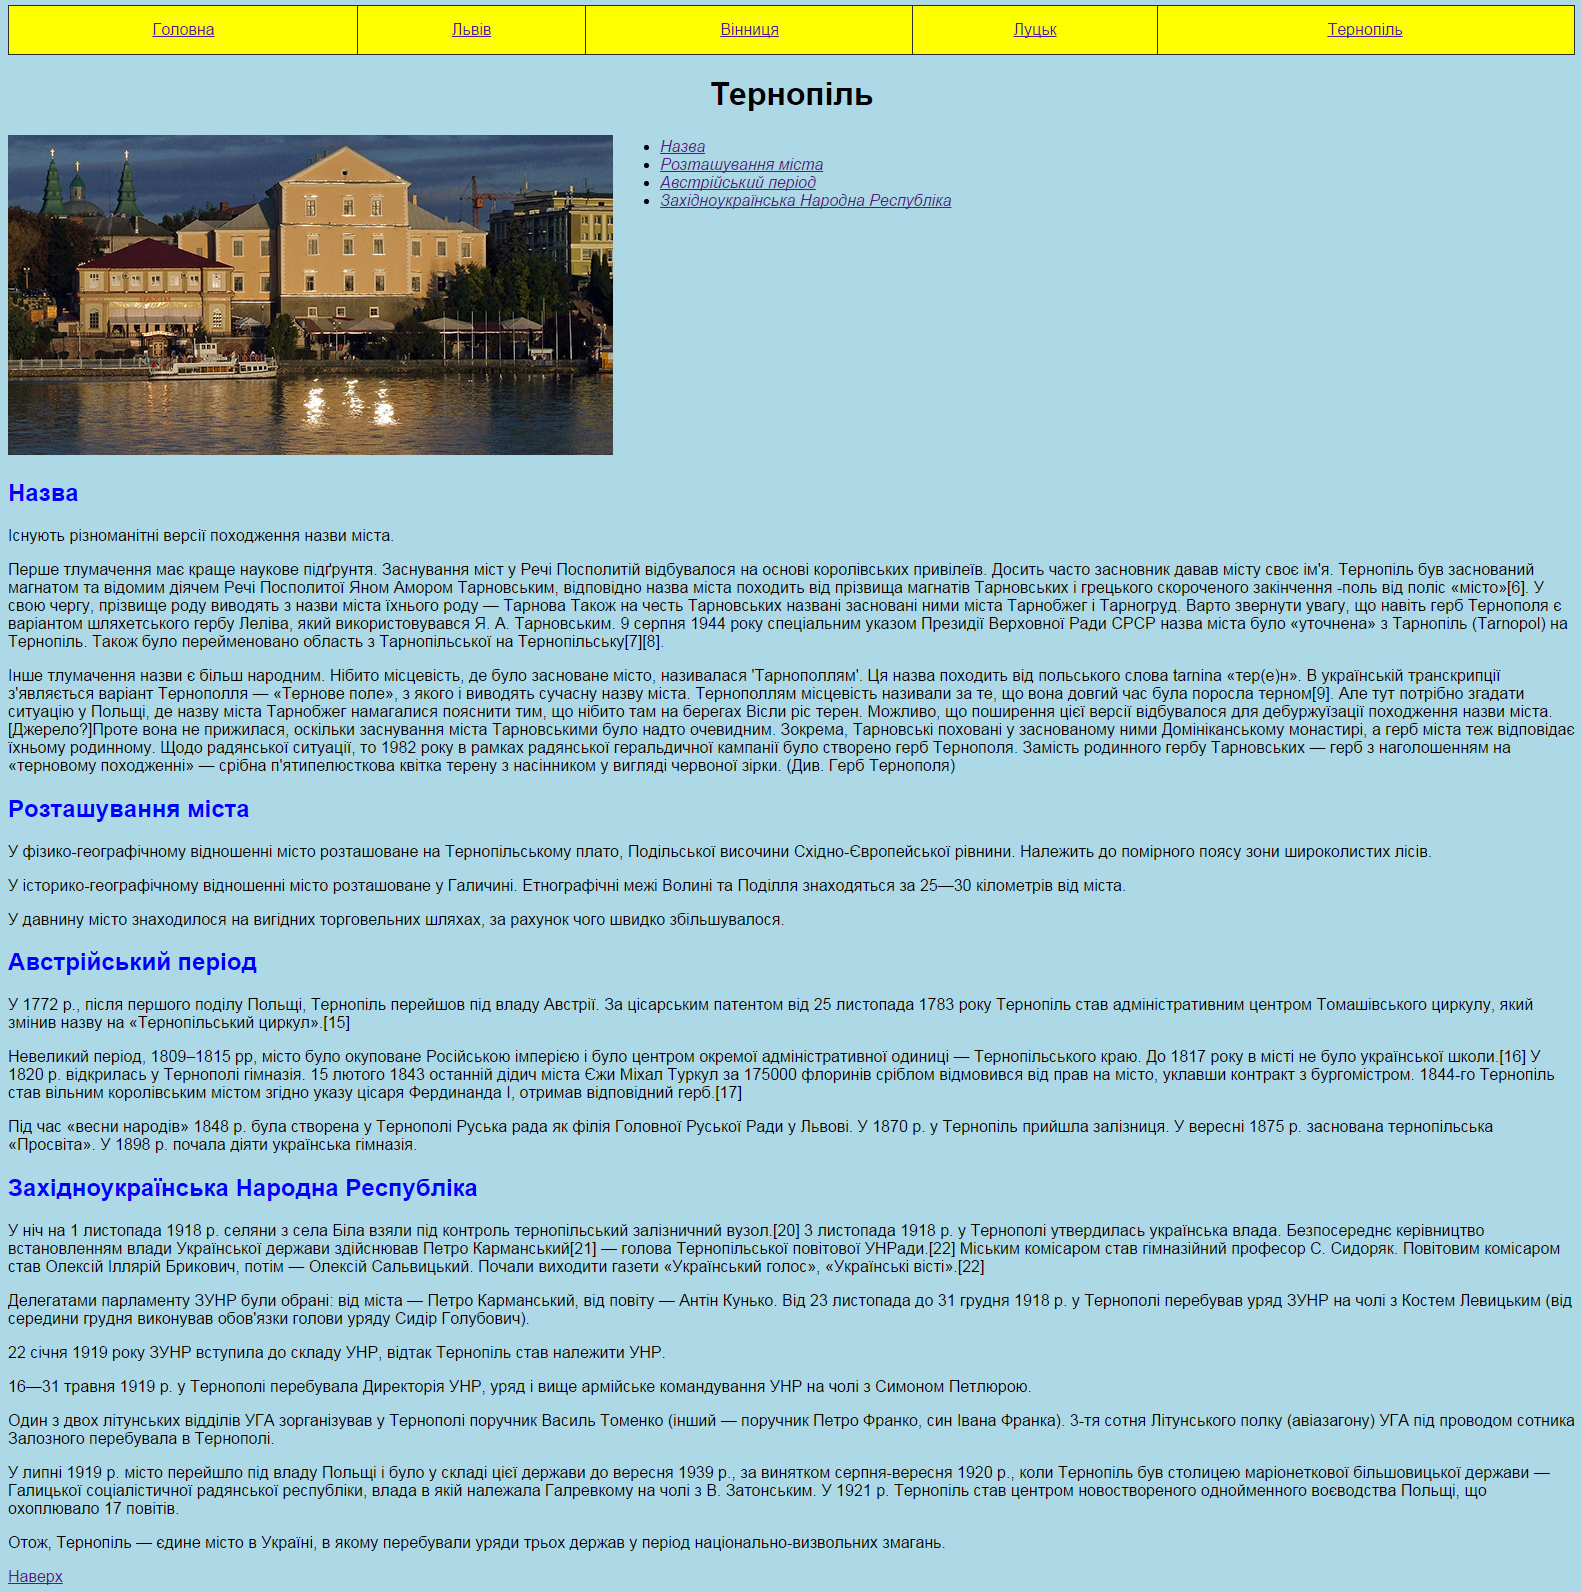 Головна Львів Вінниця Луцьк Тернопіль
Тернопіль
Назва
Розташування міста
Австрійський період
Західноукраїнська Народна Республіка
Назва
Існують різноманітні версії походження назви міста.
Перше тлумачення має краще наукове підґрунтя. Заснування міст у Речі Посполитій відбувалося на основі королівських привілеїв. Досить часто засновник давав місту своє ім'я. Тернопіль був заснований
магнатом та відомим діячем Речі Посполитої Яном Амором Тарновським, відповідно назва міста походить від прізвища магнатів Тарновських і грецького скороченого закінчення -поль від поліс «місто»[6]. У
свою чергу, прізвище роду виводять з назви міста їхнього роду — Тарнова Також на честь Тарновських названі засновані ними міста Тарнобжег і Тарногруд. Варто звернути увагу, що навіть герб Тернополя є
варіантом шляхетського гербу Леліва, який використовувався Я. А. Тарновським. 9 серпня 1944 року спеціальним указом Президії Верховної Ради СРСР назва міста було «уточнена» з Тарнопіль (Tarnopol) на
Тернопіль. Також було перейменовано область з Тарнопільської на Тернопільську[7][8].
Інше тлумачення назви є більш народним. Нібито місцевість, де було засноване місто, називалася 'Тарнополлям'. Ця назва походить від польського слова tarnina «тер(е)н». В українській транскрипції
з'являється варіант Тернополля — «Тернове поле», з якого і виводять сучасну назву міста. Тернополлям місцевість називали за те, що вона довгий час була поросла терном[9]. Але тут потрібно згадати
ситуацію у Польщі, де назву міста Тарнобжег намагалися пояснити тим, що нібито там на берегах Вісли ріс терен. Можливо, що поширення цієї версії відбувалося для дебуржуїзації походження назви міста.
[Джерело?]Проте вона не прижилася, оскільки заснування міста Тарновськими було надто очевидним. Зокрема, Тарновські поховані у заснованому ними Домініканському монастирі, а герб міста теж відповідає
їхньому родинному. Щодо радянської ситуації, то 1982 року в рамках радянської геральдичної кампанії було створено герб Тернополя. Замість родинного гербу Тарновських — герб з наголошенням на
«терновому походженні» — срібна п'ятипелюсткова квітка терену з насінником у вигляді червоної зірки. (Див. Герб Тернополя)
Розташування міста
У фізико-географічному відношенні місто розташоване на Тернопільському плато, Подільської височини Східно-Європейської рівнини. Належить до помірного поясу зони широколистих лісів.
У історико-географічному відношенні місто розташоване у Галичині. Етнографічні межі Волині та Поділля знаходяться за 25—30 кілометрів від міста.
У давнину місто знаходилося на вигідних торговельних шляхах, за рахунок чого швидко збільшувалося.
Австрійський період
У 1772 р., після першого поділу Польщі, Тернопіль перейшов під владу Австрії. За цісарським патентом від 25 листопада 1783 року Тернопіль став адміністративним центром Томашівського циркулу, який
змінив назву на «Тернопільський циркул».[15]
Невеликий період, 1809–1815 рр, місто було окуповане Російською імперією і було центром окремої адміністративної одиниці — Тернопільського краю. До 1817 року в місті не було української школи.[16] У
1820 р. відкрилась у Тернополі гімназія. 15 лютого 1843 останній дідич міста Єжи Міхал Туркул за 175000 флоринів сріблом відмовився від прав на місто, уклавши контракт з бургомістром. 1844-го Тернопіль
став вільним королівським містом згідно указу цісаря Фердинанда I, отримав відповідний герб.[17]
Під час «весни народів» 1848 р. була створена у Тернополі Руська рада як філія Головної Руської Ради у Львові. У 1870 р. у Тернопіль прийшла залізниця. У вересні 1875 р. заснована тернопільська
«Просвіта». У 1898 р. почала діяти українська гімназія.
Західноукраїнська Народна Республіка
У ніч на 1 листопада 1918 р. селяни з села Біла взяли під контроль тернопільський залізничний вузол.[20] 3 листопада 1918 р. у Тернополі утвердилась українська влада. Безпосереднє керівництво
встановленням влади Української держави здійснював Петро Карманський[21] — голова Тернопільської повітової УНРади.[22] Міським комісаром став гімназійний професор С. Сидоряк. Повітовим комісаром
став Олексій Іллярій Брикович, потім — Олексій Сальвицький. Почали виходити газети «Український голос», «Українські вісті».[22]
Делегатами парламенту ЗУНР були обрані: від міста — Петро Карманський, від повіту — Антін Кунько. Від 23 листопада до 31 грудня 1918 р. у Тернополі перебував уряд ЗУНР на чолі з Костем Левицьким (від
середини грудня виконував обов'язки голови уряду Сидір Голубович).
22 січня 1919 року ЗУНР вступила до складу УНР, відтак Тернопіль став належити УНР.
16—31 травня 1919 р. у Тернополі перебувала Директорія УНР, уряд і вище армійське командування УНР на чолі з Симоном Петлюрою.
Один з двох літунських відділів УГА зорганізував у Тернополі поручник Василь Томенко (інший — поручник Петро Франко, син Івана Франка). 3-тя сотня Літунського полку (авіазагону) УГА під проводом сотника
Залозного перебувала в Тернополі.
У липні 1919 р. місто перейшло під владу Польщі і було у складі цієї держави до вересня 1939 р., за винятком серпня-вересня 1920 р., коли Тернопіль був столицею маріонеткової більшовицької держави —
Галицької соціалістичної радянської республіки, влада в якій належала Галревкому на чолі з В. Затонським. У 1921 р. Тернопіль став центром новоствореного однойменного воєводства Польщі, що
охоплювало 17 повітів.
Отож, Тернопіль — єдине місто в Україні, в якому перебували уряди трьох держав у період національно-визвольних змагань.
Наверх